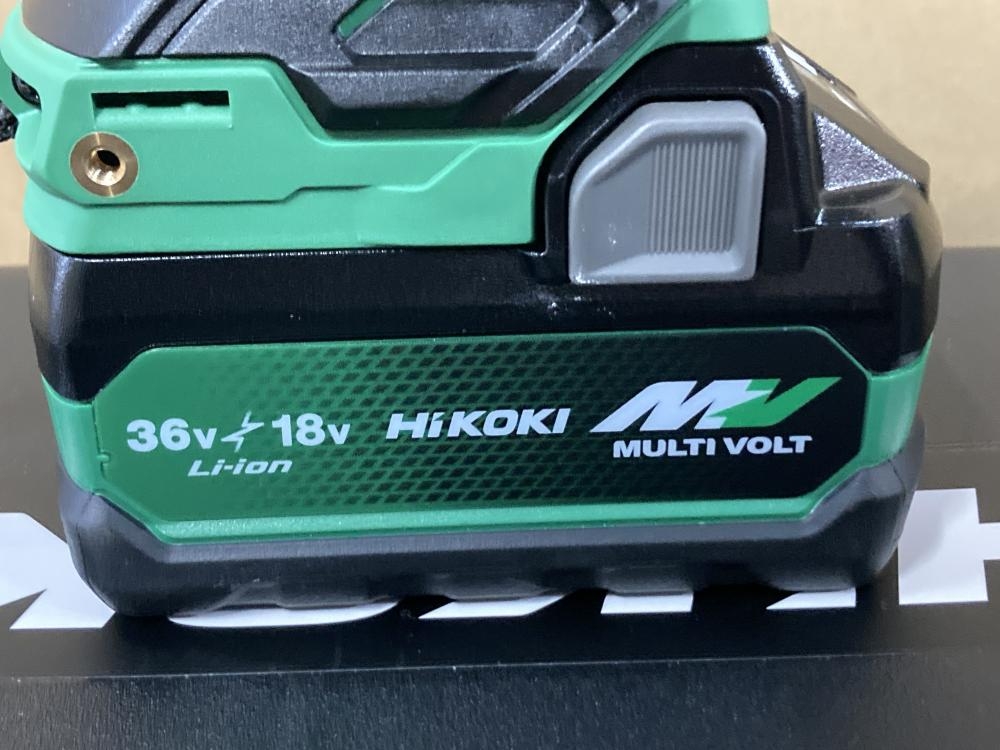 36V 18V
Li-ion
HiKOKI
MV
MULTI VOLT